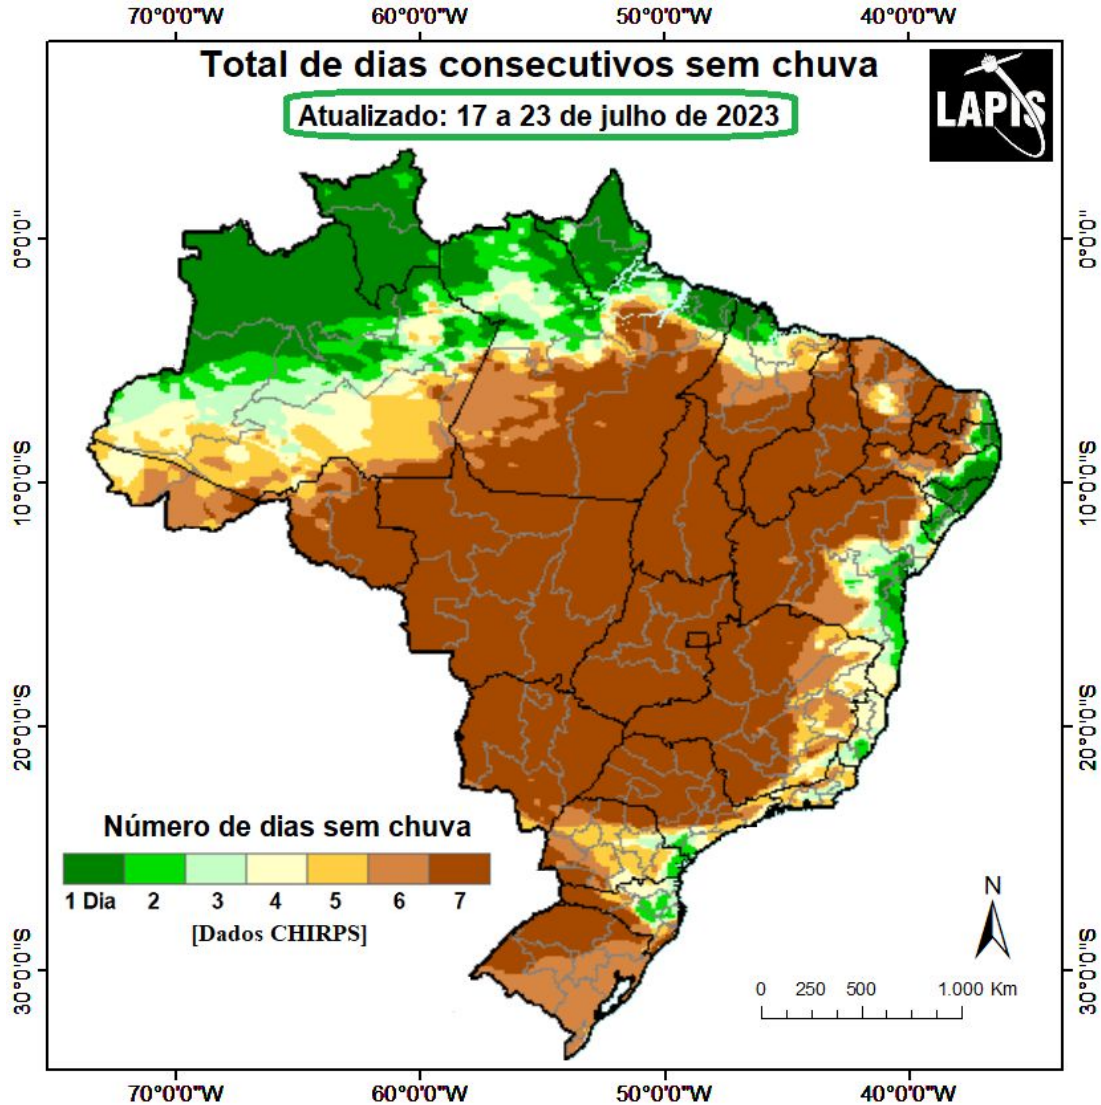 70°0'0"W 60°0'0"W 50°0'0"W 40°0'0"W
Total de dias consecutivos sem chuva
Atualizado: 17 a 23 de julho de 2023
LAPIS
0°0'0" 0°0'0"
10°0'0"S 10°0'0"S
20°0'0"S 20°0'0"S
Número de dias sem chuva
1 Dia 2 3 4 5 6 7
[Dados CHIRPS]
N
30°0'0"S 30°0'0"S
0 250 500 1.000 Km
70°0'0"W 60°0'0"W 50°0'0"W 40°0'0"W